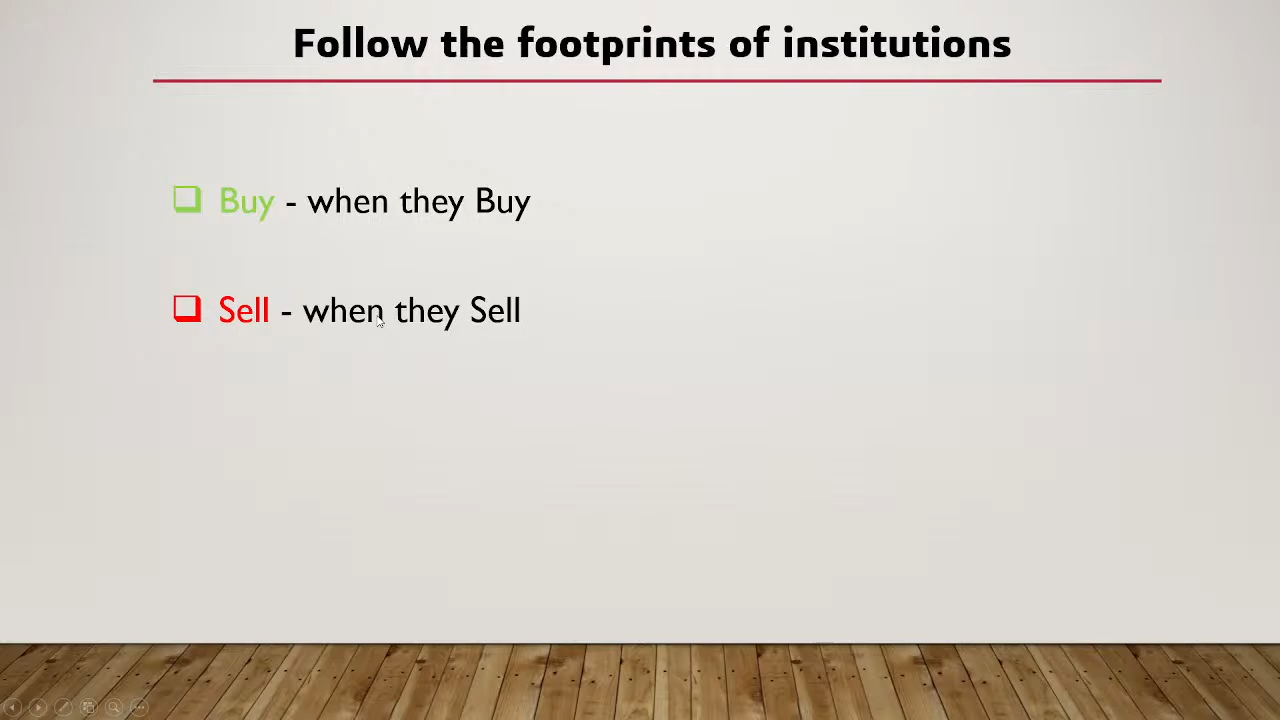 Follow the footprints of institutions
Buy - when they Buy
Sell - when they Sell